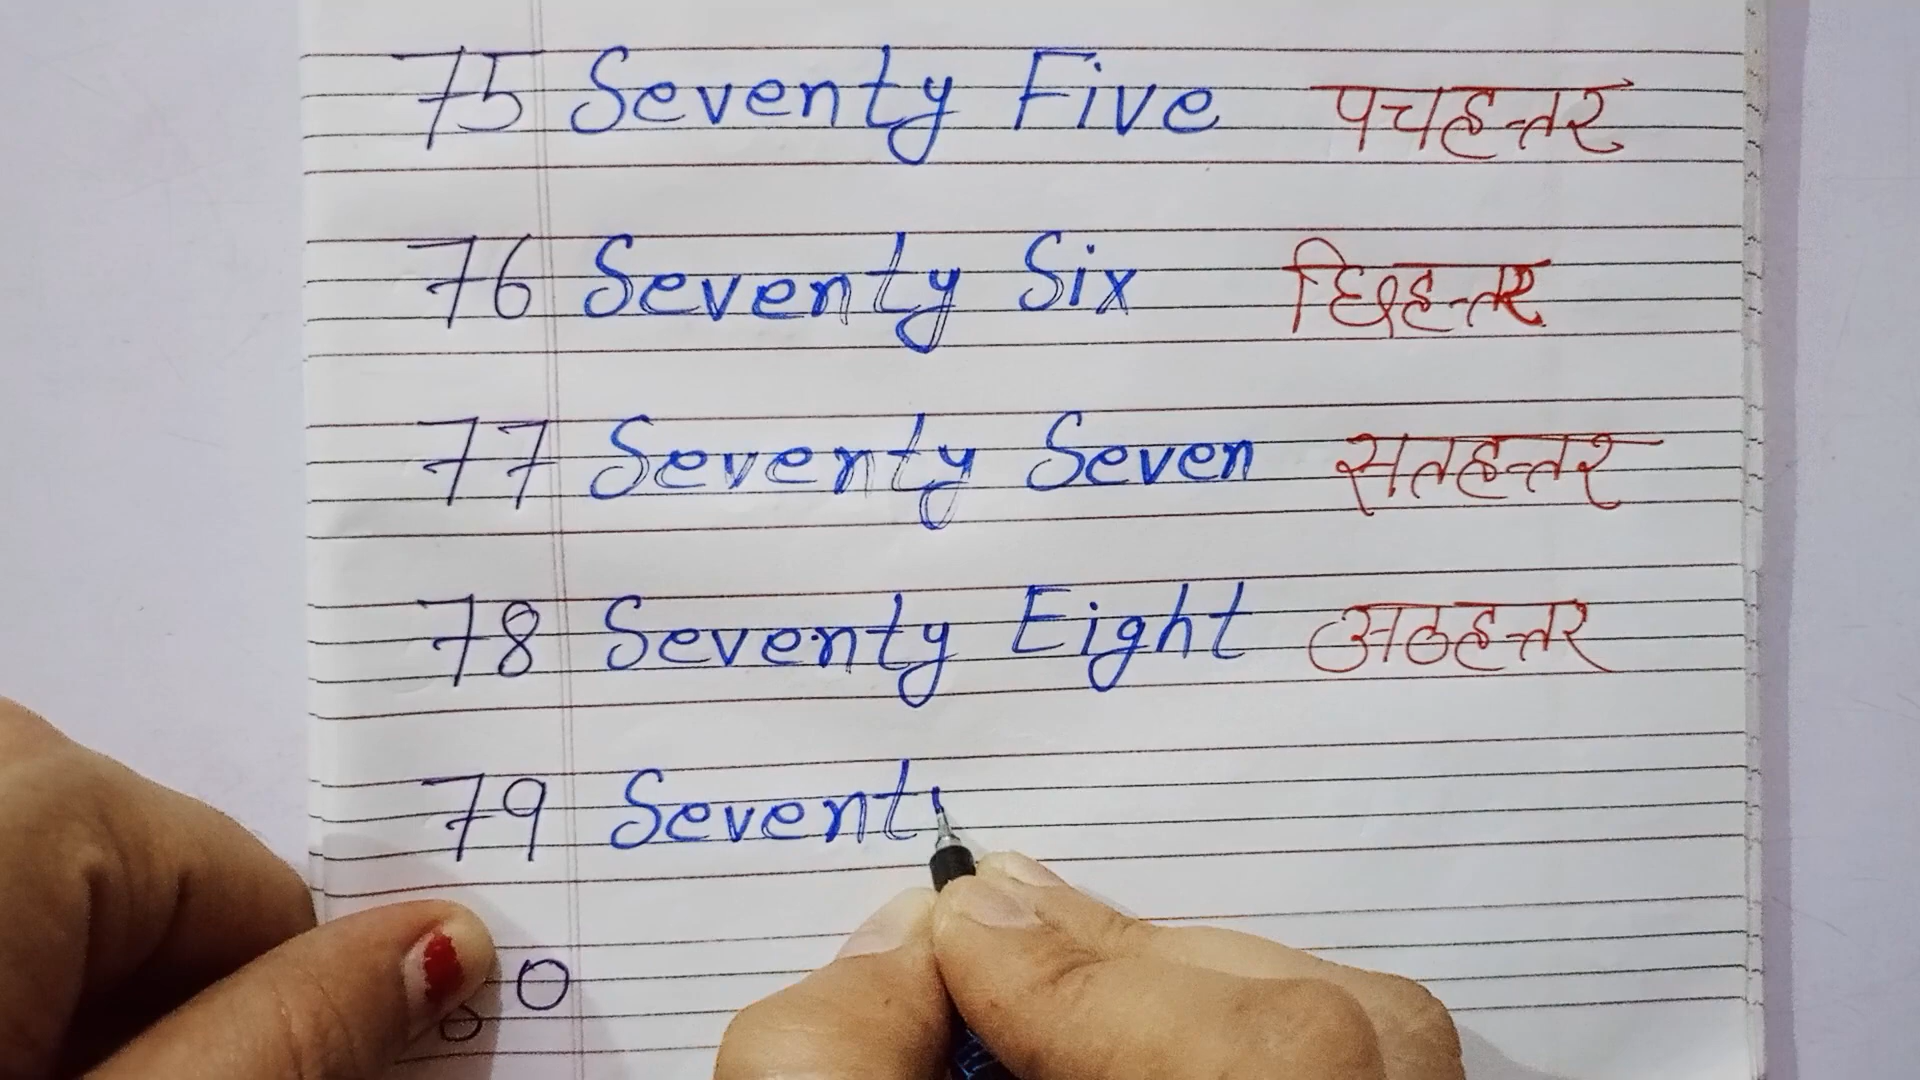 75 Seventy Five पचहत्तर
76 Seventy Six छिहत्तर
77 Seventy Seven सतहत्तर
78 Seventy Eight अठहत्तर
79 Sevent
80